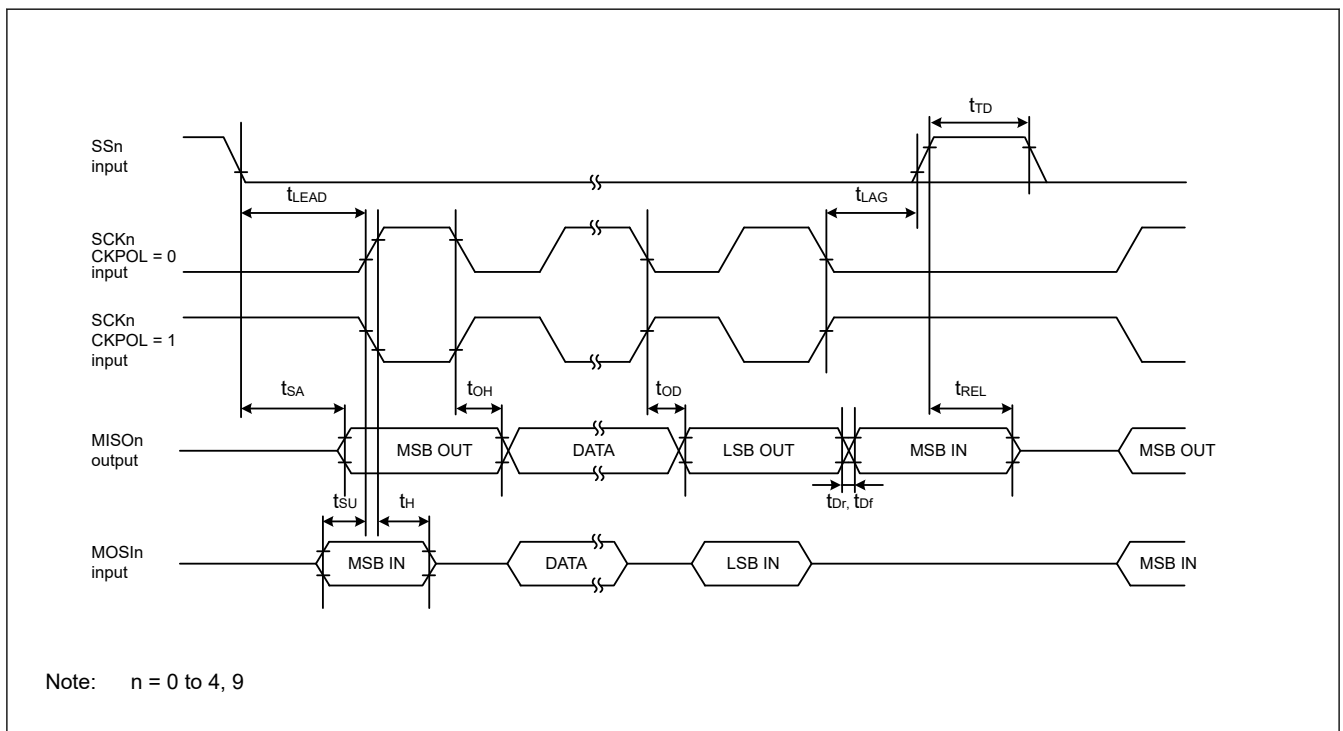 tTD
SSn
input
tLEAD
tLAG
SCKn
CKPOL = 0
input
SCKn
CKPOL = 1
input
tSA
tOH
tOD
tREL
MISOn
output
MSB OUT
DATA
LSB OUT
MSB IN
MSB OUT
tSU
tH
tDr, tDf
MOSIn
input
MSB IN
DATA
LSB IN
MSB IN
Note: n = 0 to 4, 9